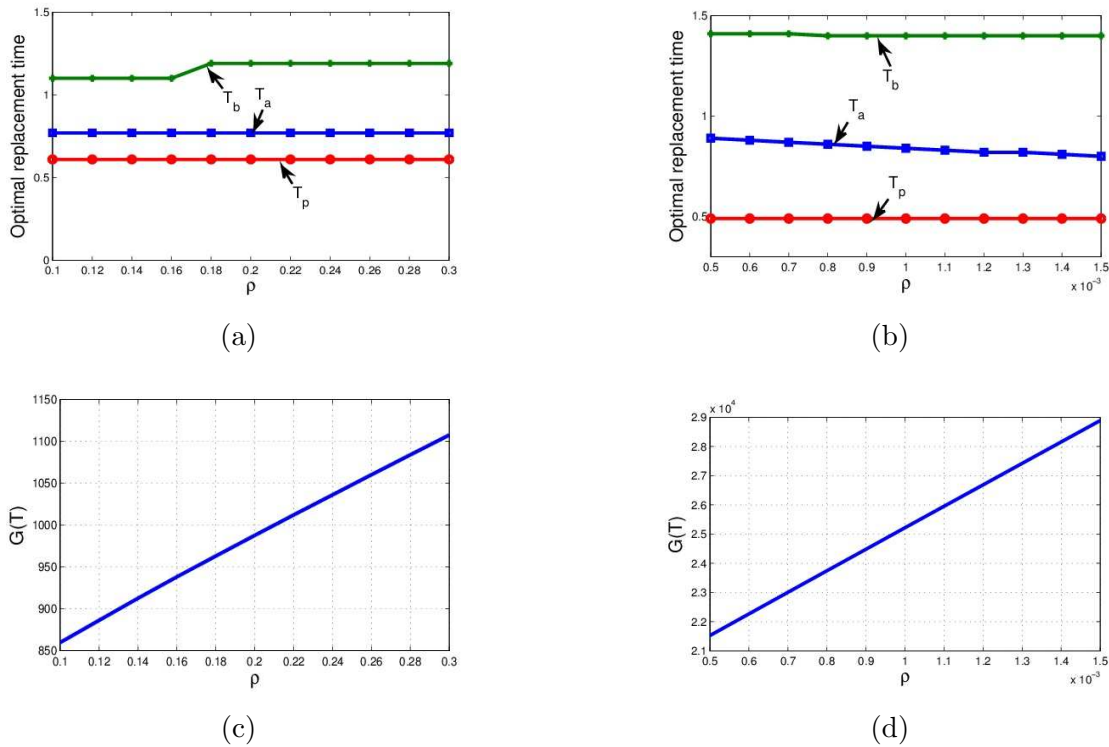 1.5
1
0.5
0
Optimal replacement time
T_b
T_a
T_p
0.1 0.12 0.14 0.16 0.18 0.2 0.22 0.24 0.26 0.28 0.3
ρ
(a)
1.5
1
0.5
Optimal replacement time
T_b
T_a
T_p
0.5 0.6 0.7 0.8 0.9 1 1.1 1.2 1.3 1.4 1.5
ρ
x 10⁻³
(b)
1150
1100
1050
1000
950
900
850
G(T)
0.1 0.12 0.14 0.16 0.18 0.2 0.22 0.24 0.26 0.28 0.3
ρ
(c)
x 10⁴
2.9
2.8
2.7
2.6
2.5
2.4
2.3
2.2
2.1
G(T)
0.5 0.6 0.7 0.8 0.9 1 1.1 1.2 1.3 1.4 1.5
ρ
x 10⁻³
(d)